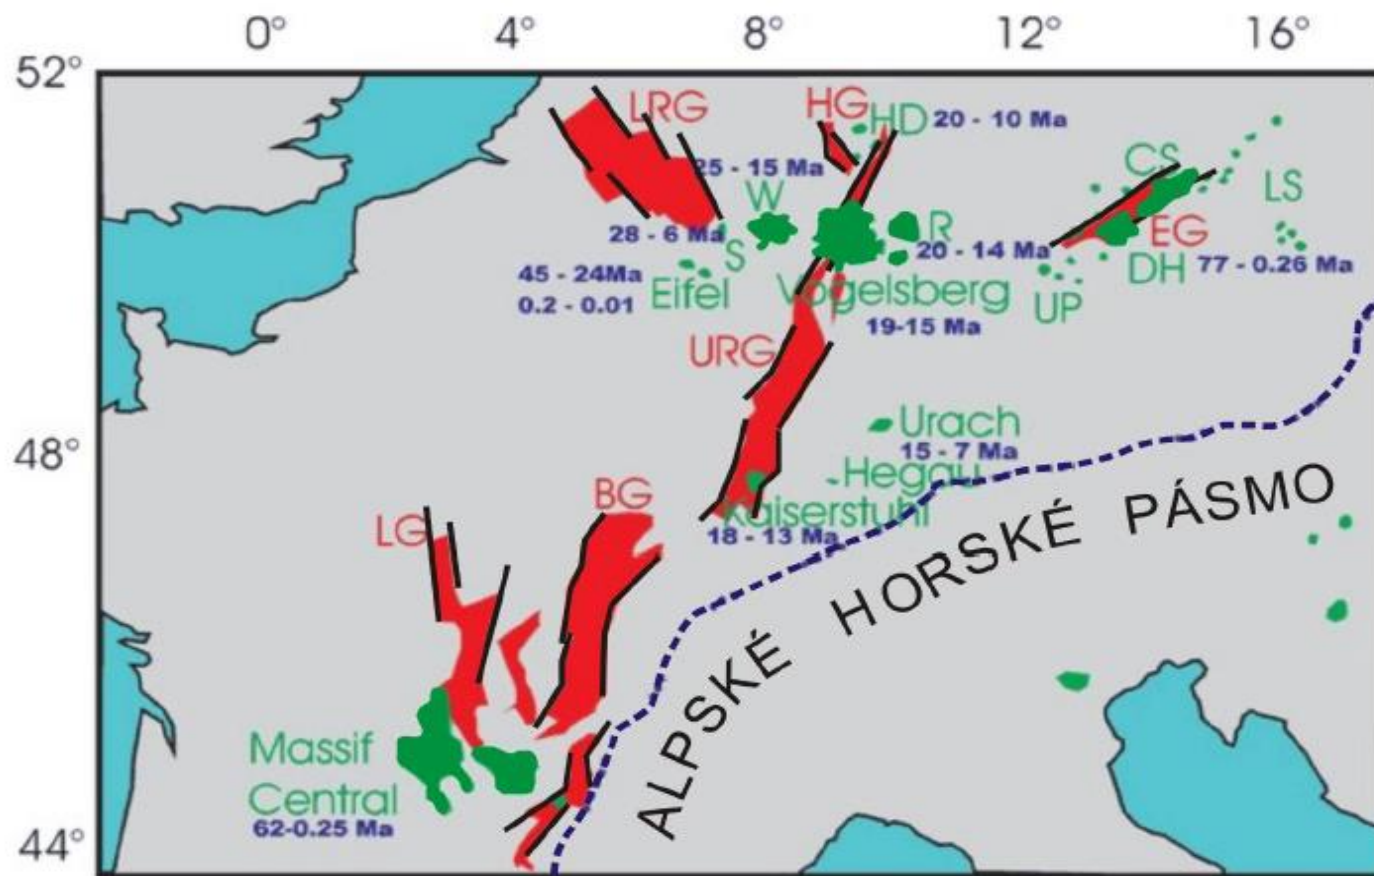 0° 4° 8° 12° 16°
52°
LRG
HG
HD 20 - 10 Ma
25 - 15 Ma
CS
W
LS
28 - 6 Ma
S
R
EG
20 - 14 Ma
DH 77 - 0.26 Ma
45 - 24Ma
0.2 - 0.01
Eifel
Vogelsberg
UP
19-15 Ma
URG
Urach
48°
15 - 7 Ma
Hegau
BG
Kaiserstuhl
LG
18 - 13 Ma
ALPSKÉ HORSKÉ PÁSMO
Massif
Central
62-0.25 Ma
44°